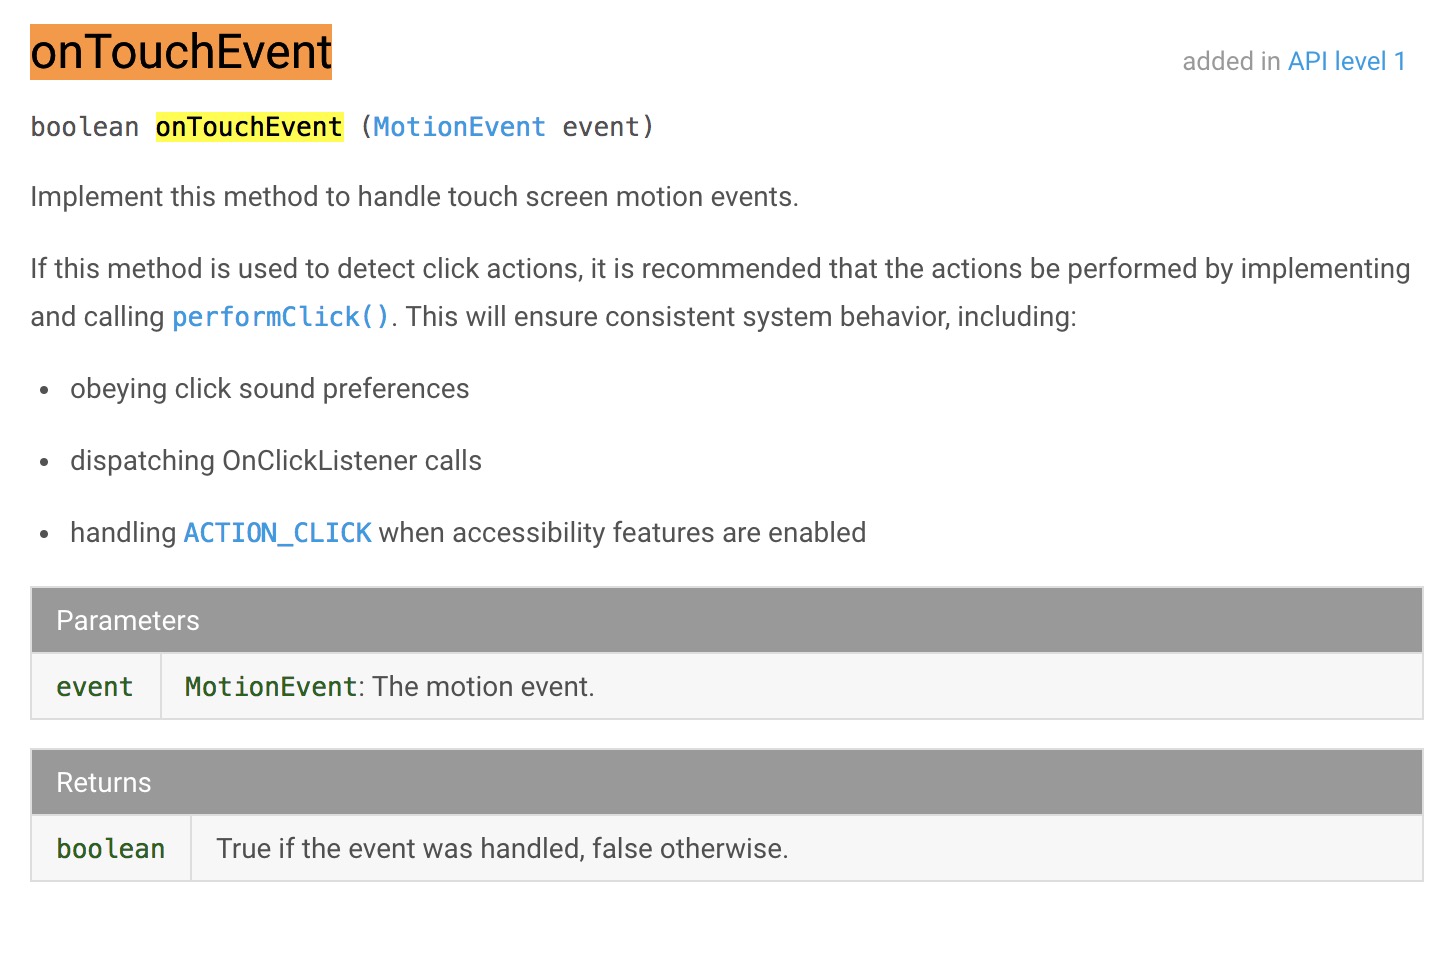 onTouchEvent
added in API level 1
boolean onTouchEvent (MotionEvent event)
Implement this method to handle touch screen motion events.
If this method is used to detect click actions, it is recommended that the actions be performed by implementing
and calling performClick(). This will ensure consistent system behavior, including:
• obeying click sound preferences
• dispatching OnClickListener calls
• handling ACTION_CLICK when accessibility features are enabled
Parameters
event MotionEvent: The motion event.
Returns
boolean True if the event was handled, false otherwise.